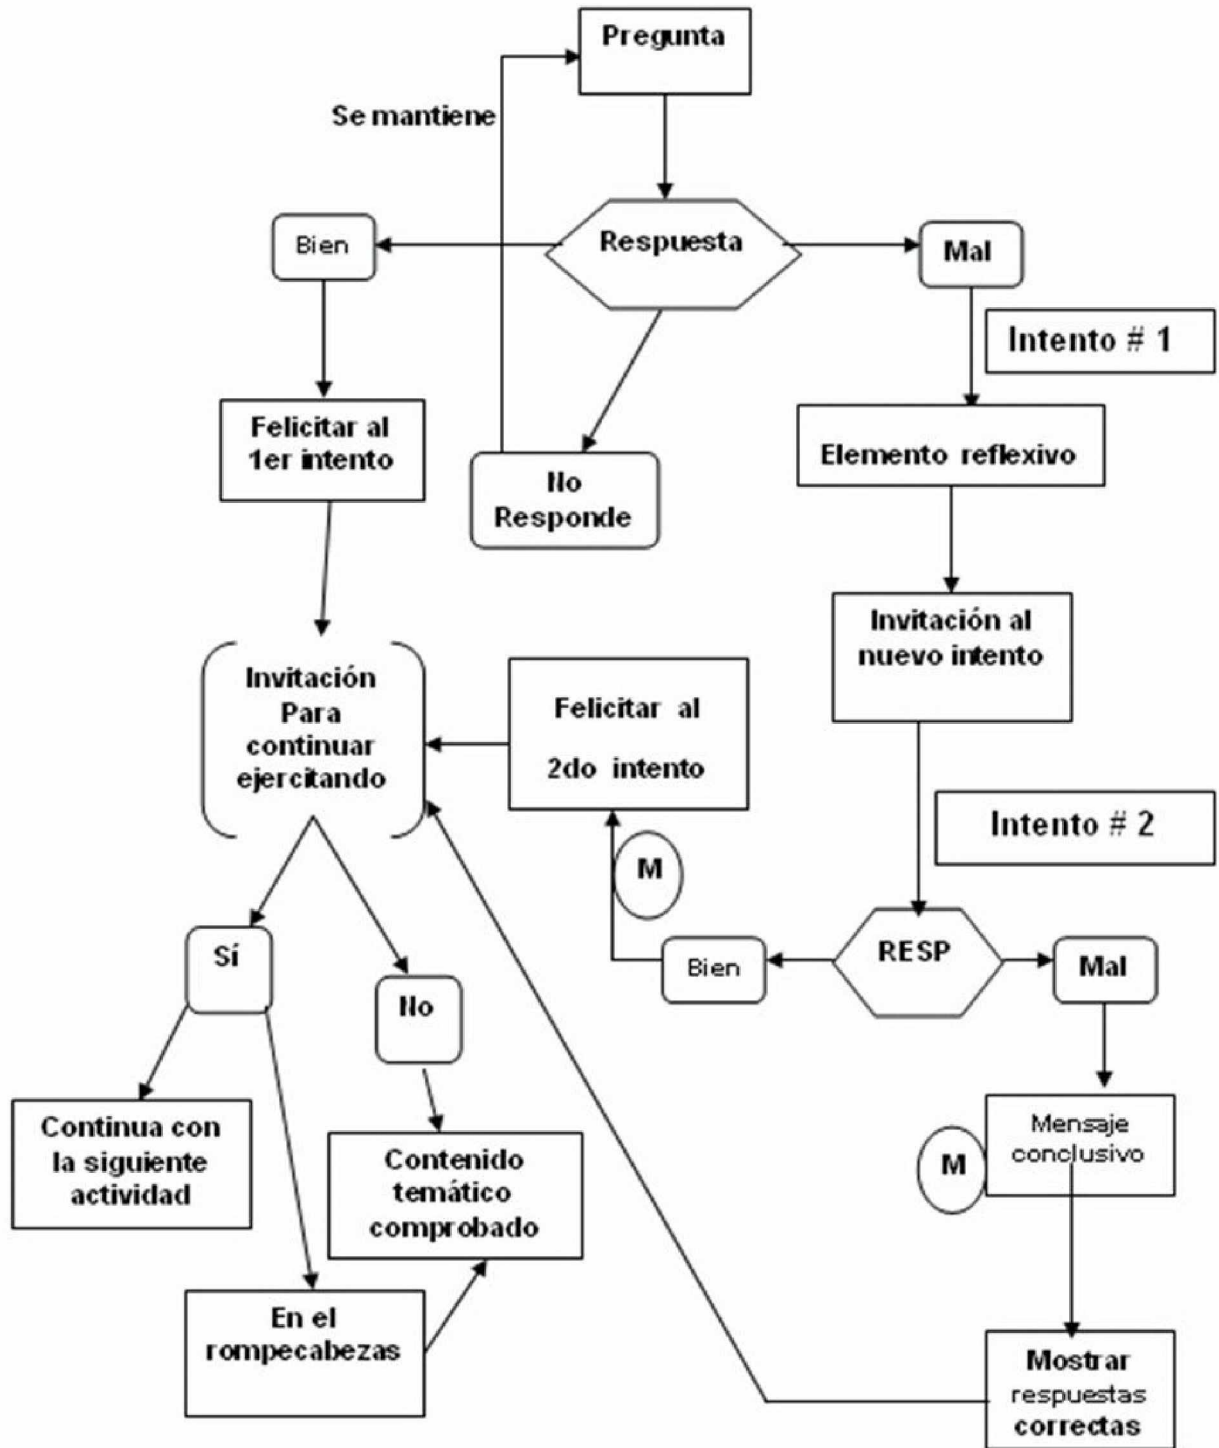 Pregunta
Se mantiene
Respuesta
Bien
Mal
Intento # 1
Felicitar al
1er intento
No
Responde
Elemento reflexivo
Invitación al
nuevo intento
Invitación
Para
continuar
ejercitando
Felicitar al
2do intento
Intento # 2
M
RESP
Bien
Mal
Sí
No
Continua con
la siguiente
actividad
Contenido
temático
comprobado
Mensaje
conclusivo
M
En el
rompecabezas
Mostrar
respuestas
correctas